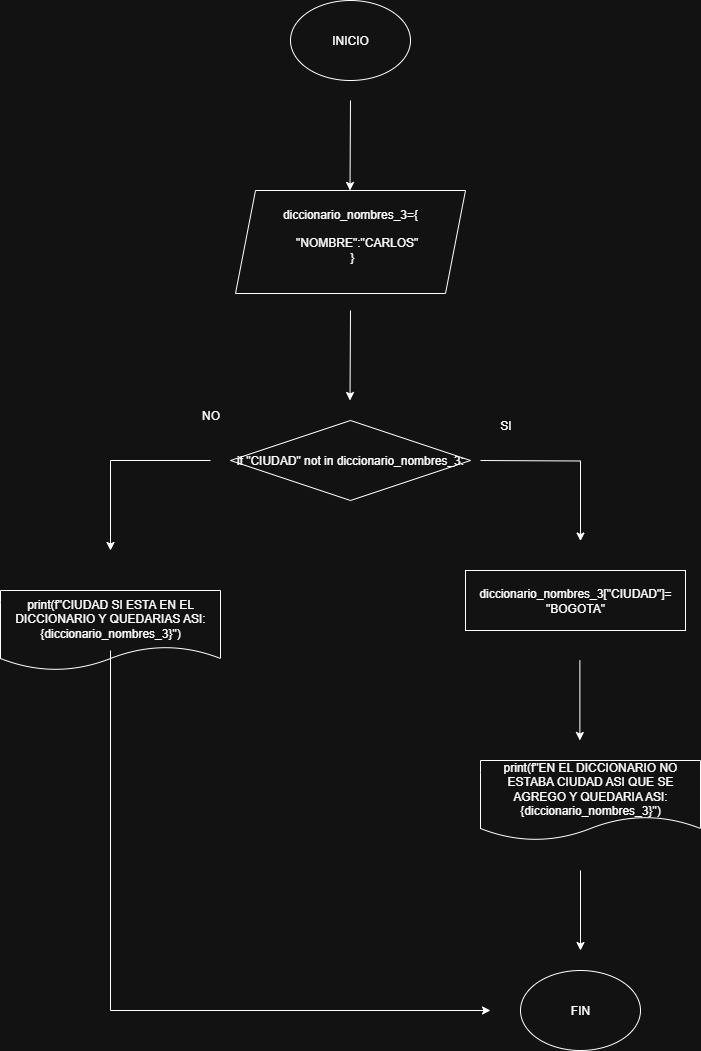 INICIO
diccionario_nombres_3={
"NOMBRE":"CARLOS"
}
NO
SI
if "CIUDAD" not in diccionario_nombres_3:
print(f"CIUDAD SI ESTA EN EL
DICCIONARIO Y QUEDARIAS ASI:
{diccionario_nombres_3}")
diccionario_nombres_3["CIUDAD"]=
"BOGOTA"
print(f"EN EL DICCIONARIO NO
ESTABA CIUDAD ASI QUE SE
AGREGO Y QUEDARIA ASI:
{diccionario_nombres_3}")
FIN